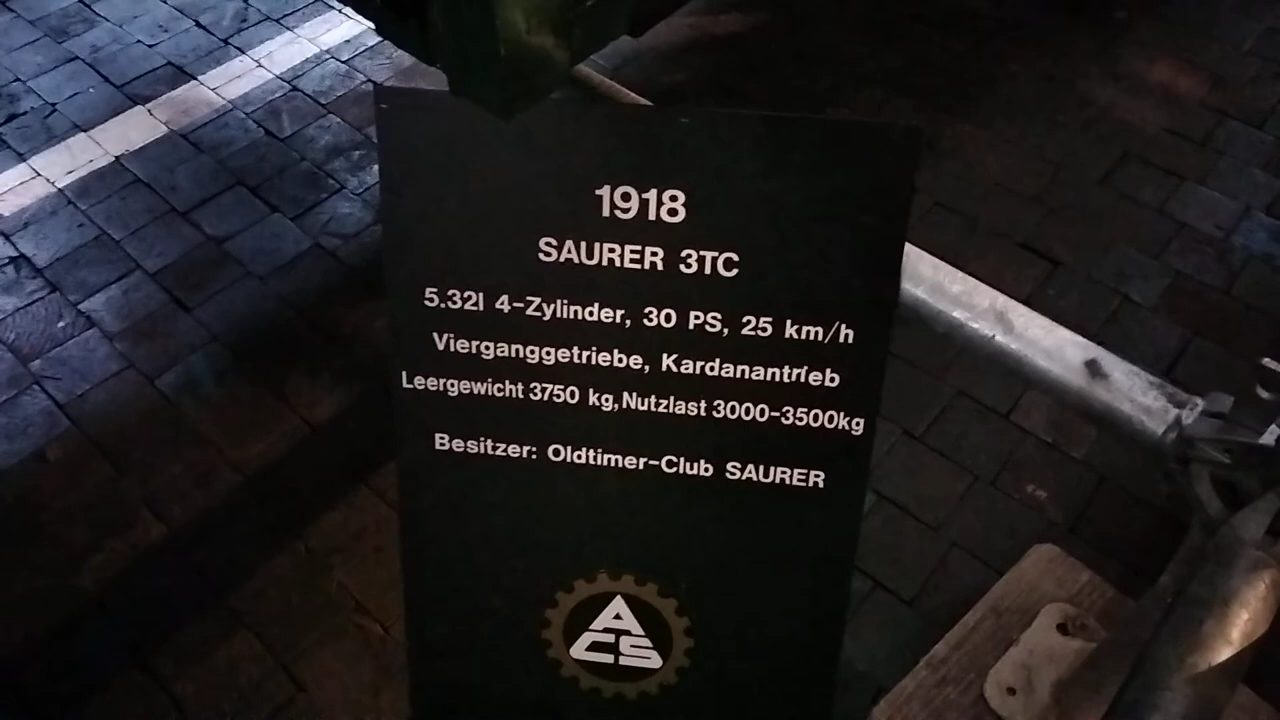 1918
SAURER 3TC
5.32l 4-Zylinder, 30 PS, 25 km/h
Vierganggetriebe, Kardanantrieb
Leergewicht 3750 kg, Nutzlast 3000-3500kg
Besitzer: Oldtimer-Club SAURER
A
CS